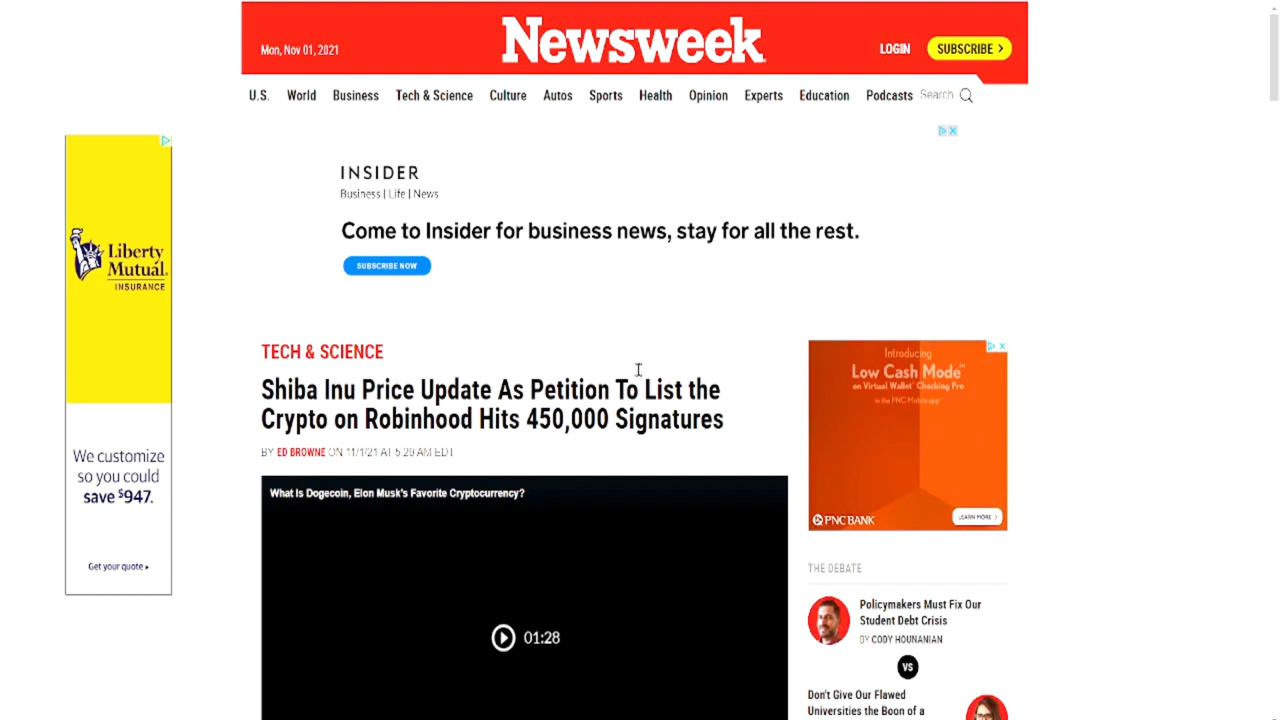 Mon, Nov 01, 2021
Newsweek
LOGIN
SUBSCRIBE >
U.S. World Business Tech & Science Culture Autos Sports Health Opinion Experts Education Podcasts Search
INSIDER
Business | Life | News
Come to Insider for business news, stay for all the rest.
SUBSCRIBE NOW
Liberty
Mutual.
INSURANCE
We customize
so you could
save $947.
Get your quote ▸
TECH & SCIENCE
Shiba Inu Price Update As Petition To List the
Crypto on Robinhood Hits 450,000 Signatures
BY ED BROWNE ON 11/1/21 AT 5:29 AM EDT
What Is Dogecoin, Elon Musk's Favorite Cryptocurrency?
01:28
Introducing
Low Cash Mode℠
on Virtual Wallet® Checking Pro
in the PNC Mobile app¹
PNC BANK
LEARN MORE >
THE DEBATE
Policymakers Must Fix Our
Student Debt Crisis
BY CODY HOUNANIAN
VS
Don't Give Our Flawed
Universities the Boon of a